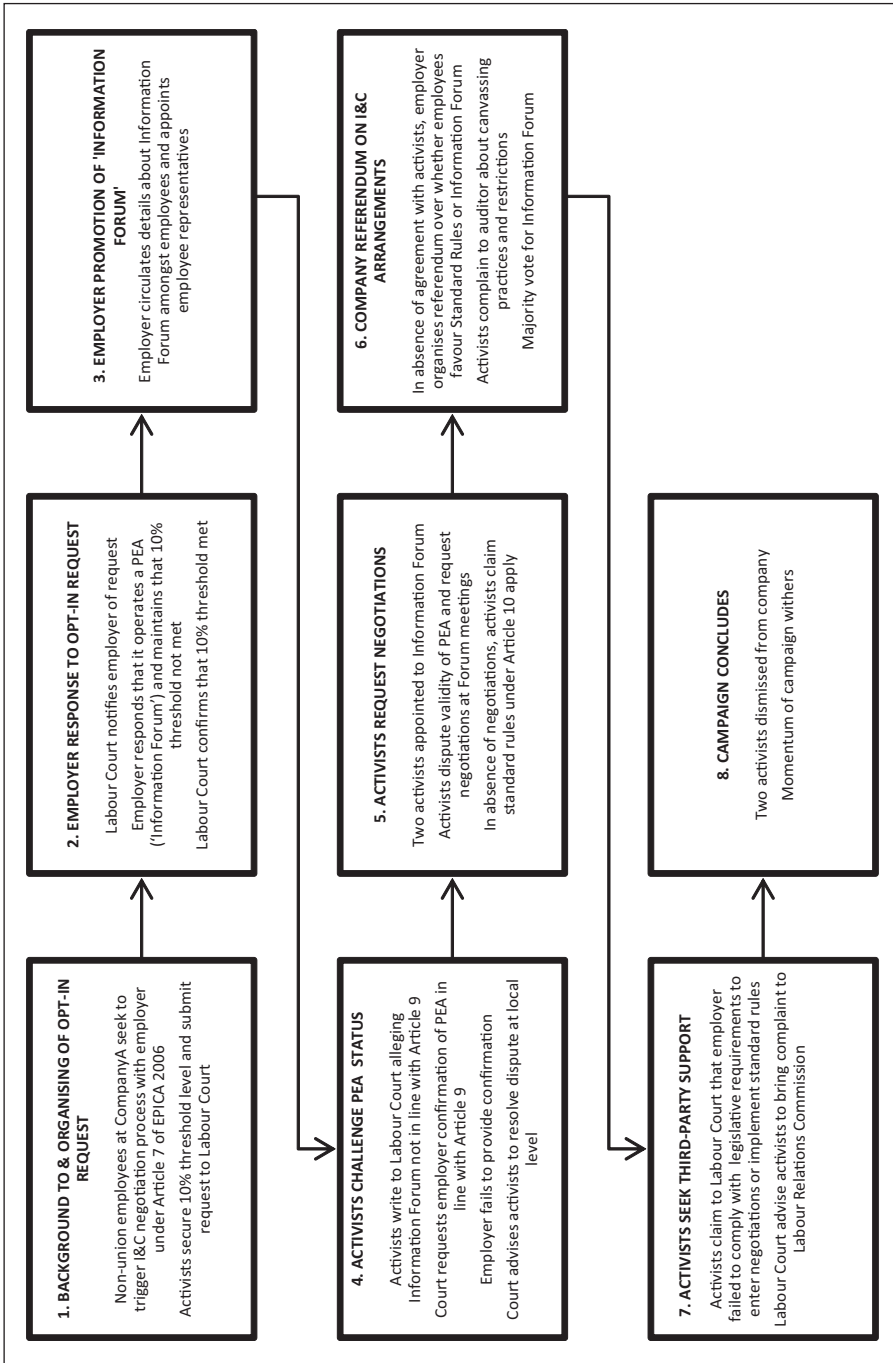 1. BACKGROUND TO & ORGANISING OF OPT-IN
REQUEST
Non-union employees at CompanyA seek to
trigger I&C negotiation process with employer
under Article 7 of EPICA 2006
Activists secure 10% threshold level and submit
request to Labour Court
2. EMPLOYER RESPONSE TO OPT-IN REQUEST
Labour Court notifies employer of request
Employer responds that it operates a PEA
('Information Forum') and maintains that 10%
threshold not met
Labour Court confirms that 10% threshold met
3. EMPLOYER PROMOTION OF 'INFORMATION
FORUM'
Employer circulates details about Information
Forum amongst employees and appoints
employee representatives
4. ACTIVISTS CHALLENGE PEA STATUS
Activists write to Labour Court alleging
Information Forum not in line with Article 9
Court requests employer confirmation of PEA in
line with Article 9
Employer fails to provide confirmation
Court advises activists to resolve dispute at local
level
5. ACTIVISTS REQUEST NEGOTIATIONS
Two activists appointed to Information Forum
Activists dispute validity of PEA and request
negotiations at Forum meetings
In absence of negotiations, activists claim
standard rules under Article 10 apply
6. COMPANY REFERENDUM ON I&C
ARRANGEMENTS
In absence of agreement with activists, employer
organises referendum over whether employees
favour Standard Rules or Information Forum
Activists complain to auditor about canvassing
practices and restrictions
Majority vote for Information Forum
7. ACTIVISTS SEEK THIRD-PARTY SUPPORT
Activists claim to Labour Court that employer
failed to comply with legislative requirements to
enter negotiations or implement standard rules
Labour Court advise activists to bring complaint to
Labour Relations Commission
8. CAMPAIGN CONCLUDES
Two activists dismissed from company
Momentum of campaign withers